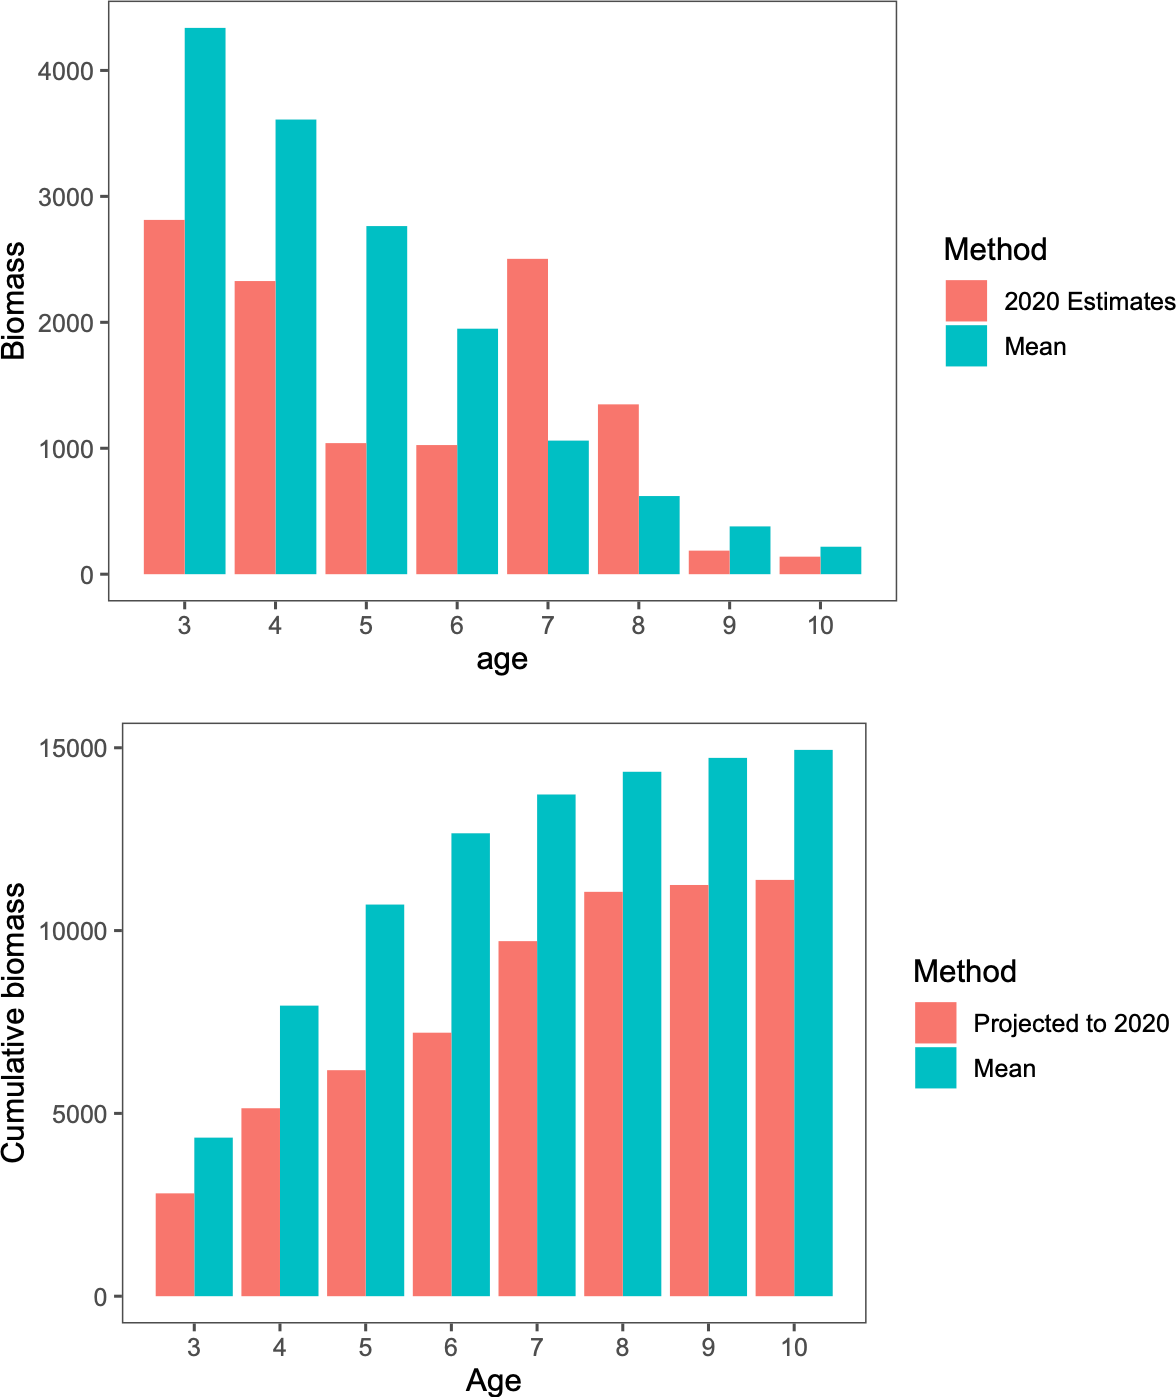 4000
3000
2000
1000
0
Biomass
3 4 5 6 7 8 9 10
age
Method
2020 Estimates
Mean
15000
10000
5000
0
Cumulative biomass
3 4 5 6 7 8 9 10
Age
Method
Projected to 2020
Mean